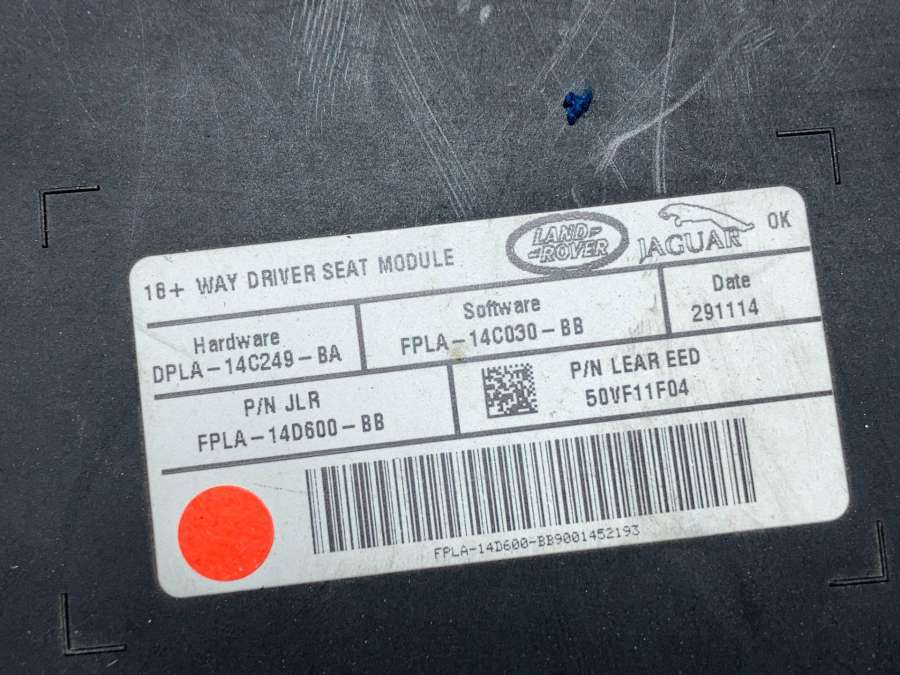 16+ WAY DRIVER SEAT MODULE
LAND-
-ROVER
JAGUAR
OK
Hardware
DPLA-14C249-BA
Software
FPLA-14C030-BB
Date
291114
P/N JLR
FPLA-14D600-BB
P/N LEAR EED
50VF11F04
FPLA-14D600-BB9001452193